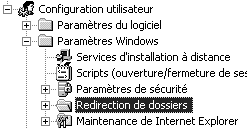 Configuration utilisateur
Paramètres du logiciel
Paramètres Windows
Services d'installation à distance
Scripts (ouverture/fermeture de
Paramètres de sécurité
Redirection de dossiers
Maintenance de Internet Explorer